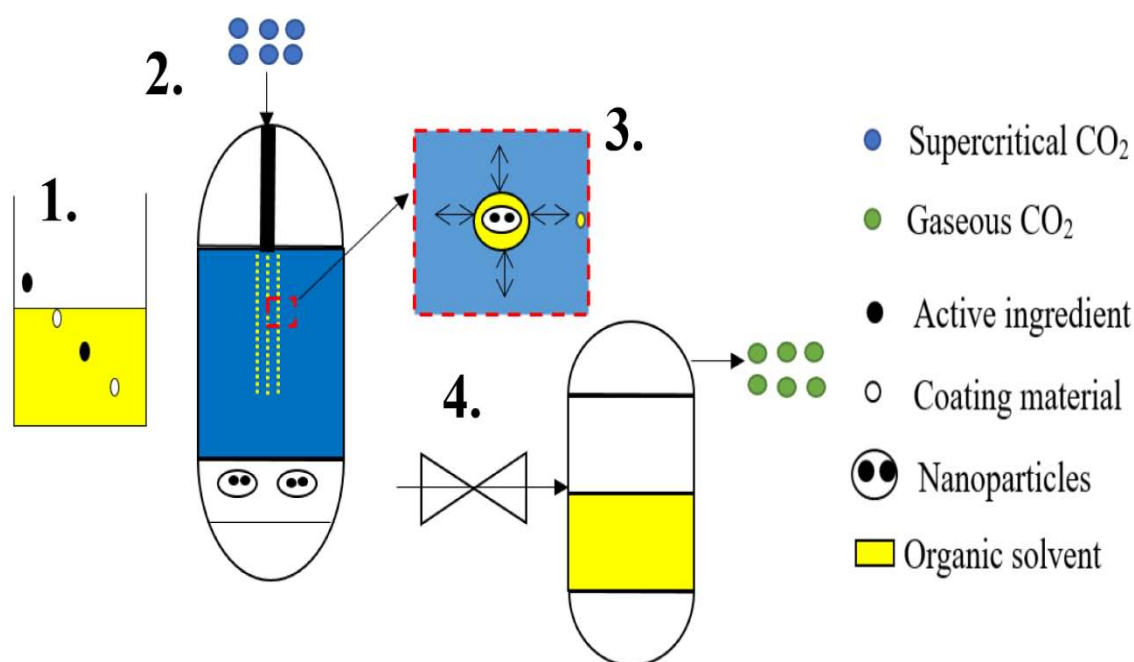 1.
2.
3.
4.
Supercritical CO₂
Gaseous CO₂
Active ingredient
Coating material
Nanoparticles
Organic solvent